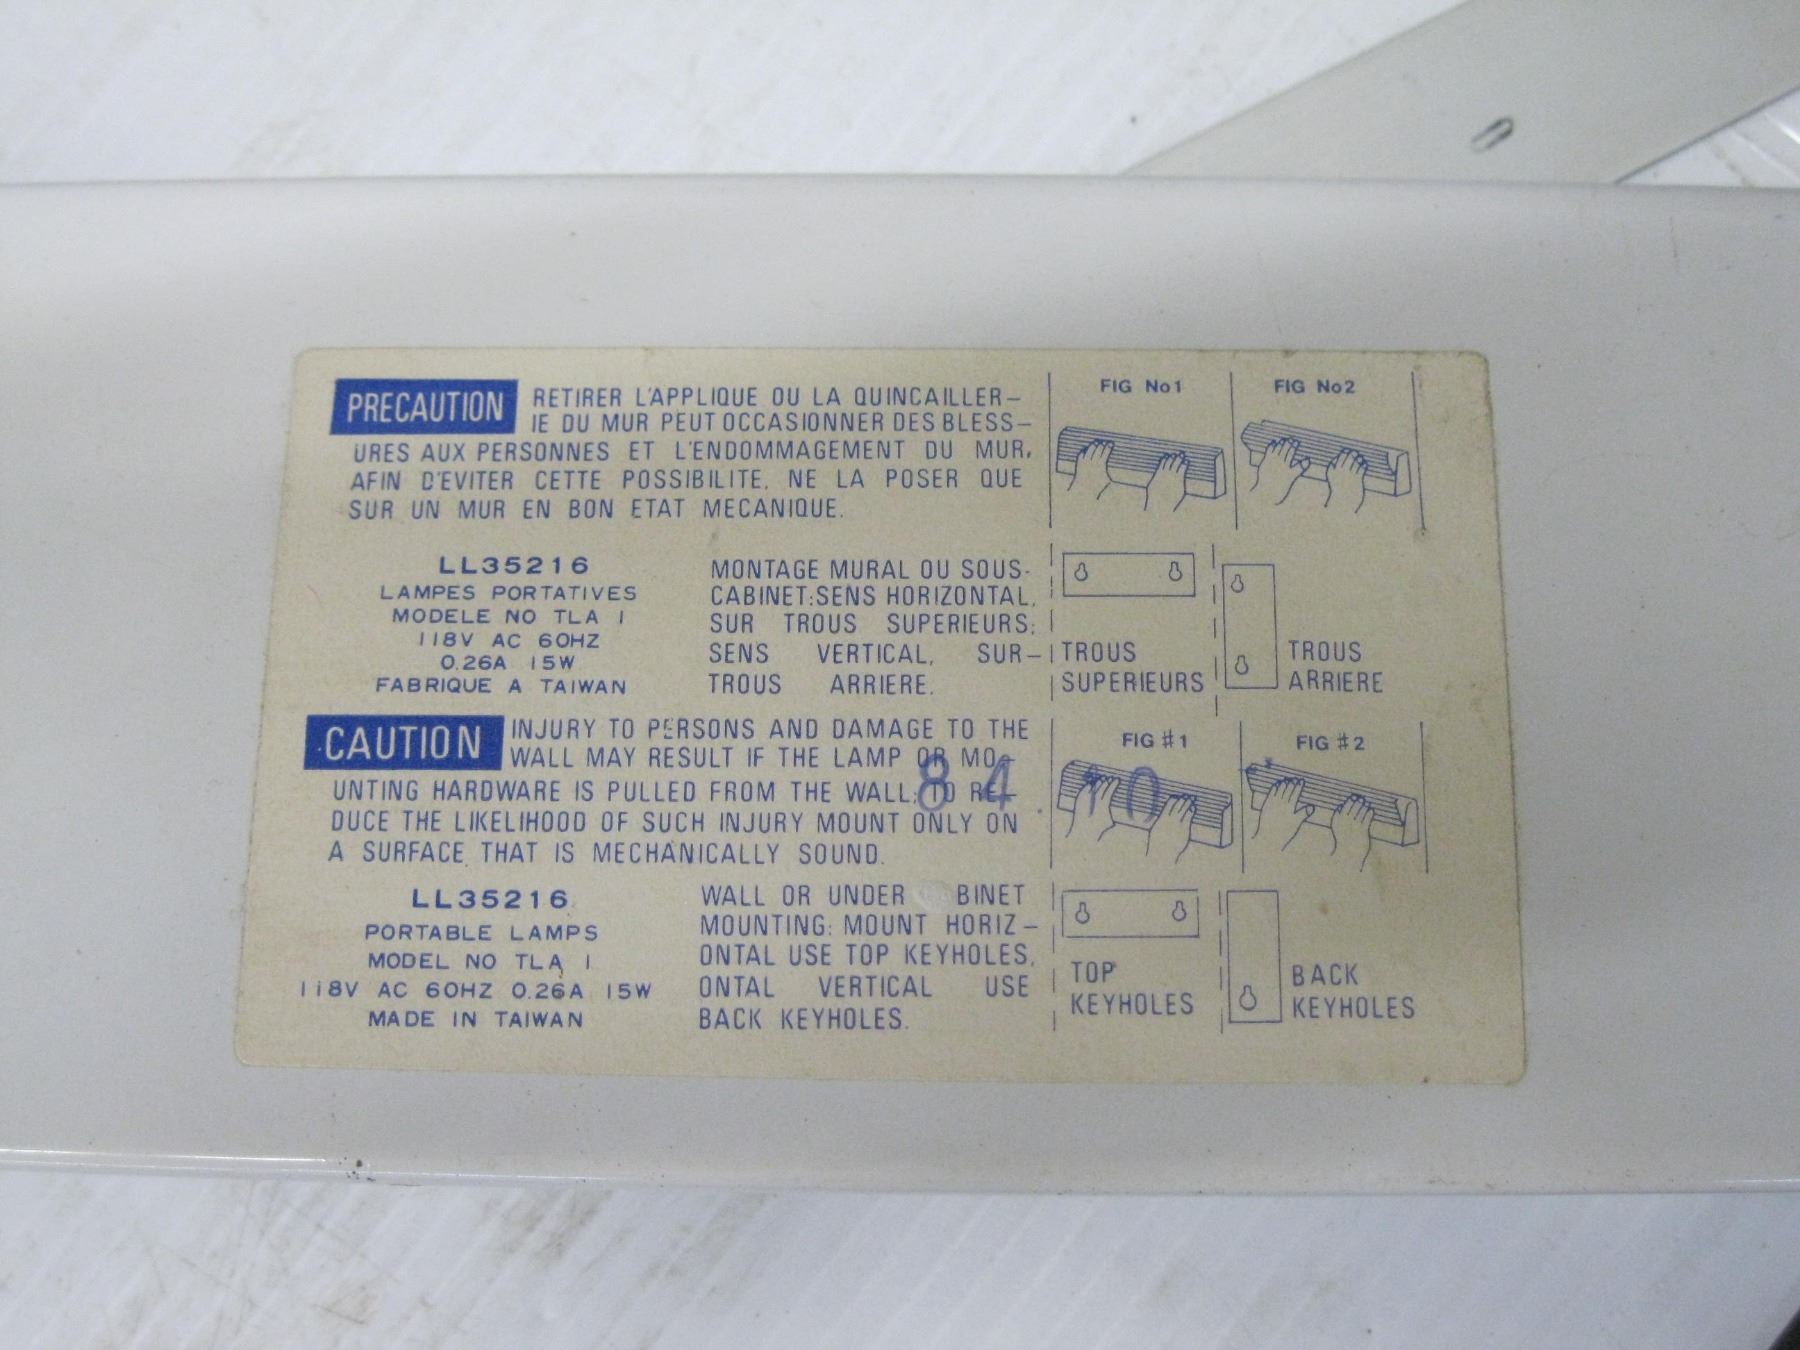 PRECAUTION RETIRER L'APPLIQUE OU LA QUINCAILLER-
IE DU MUR PEUT OCCASIONNER DES BLESS-
URES AUX PERSONNES ET L'ENDOMMAGEMENT DU MUR,
AFIN D'EVITER CETTE POSSIBILITE, NE LA POSER QUE
SUR UN MUR EN BON ETAT MECANIQUE.
FIG No1
FIG No2
LL35216
LAMPES PORTATIVES
MODELE NO TLA 1
118V AC 60HZ
0.26A 15W
FABRIQUE A TAIWAN
MONTAGE MURAL OU SOUS-
CABINET:SENS HORIZONTAL,
SUR TROUS SUPERIEURS;
SENS VERTICAL, SUR-
TROUS ARRIERE.
TROUS
SUPERIEURS
TROUS
ARRIERE
CAUTION INJURY TO PERSONS AND DAMAGE TO THE
WALL MAY RESULT IF THE LAMP OR MO-
UNTING HARDWARE IS PULLED FROM THE WALL; TO RE-
DUCE THE LIKELIHOOD OF SUCH INJURY MOUNT ONLY ON
A SURFACE THAT IS MECHANICALLY SOUND.
84.10
FIG #1
FIG #2
LL35216
PORTABLE LAMPS
MODEL NO TLA 1
118V AC 60HZ 0.26A 15W
MADE IN TAIWAN
WALL OR UNDER BINET
MOUNTING: MOUNT HORIZ-
ONTAL USE TOP KEYHOLES,
ONTAL VERTICAL USE
BACK KEYHOLES.
TOP
KEYHOLES
BACK
KEYHOLES